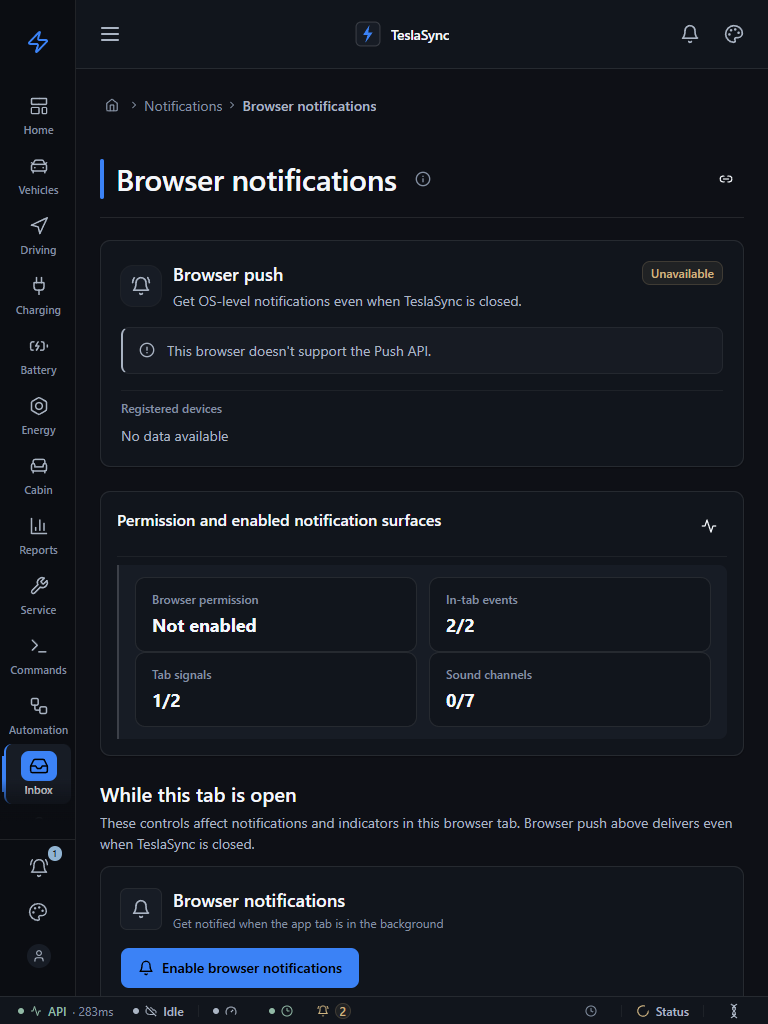 TeslaSync
Home
Vehicles
Driving
Charging
Battery
Energy
Cabin
Reports
Service
Commands
Automation
Inbox
1
Notifications
Browser notifications
Browser notifications
Browser push
Unavailable
Get OS-level notifications even when TeslaSync is closed.
This browser doesn't support the Push API.
Registered devices
No data available
Permission and enabled notification surfaces
Browser permission
Not enabled
In-tab events
2/2
Tab signals
1/2
Sound channels
0/7
While this tab is open
These controls affect notifications and indicators in this browser tab. Browser push above delivers even
when TeslaSync is closed.
Browser notifications
Get notified when the app tab is in the background
Enable browser notifications
API · 283ms
Idle
2
Status